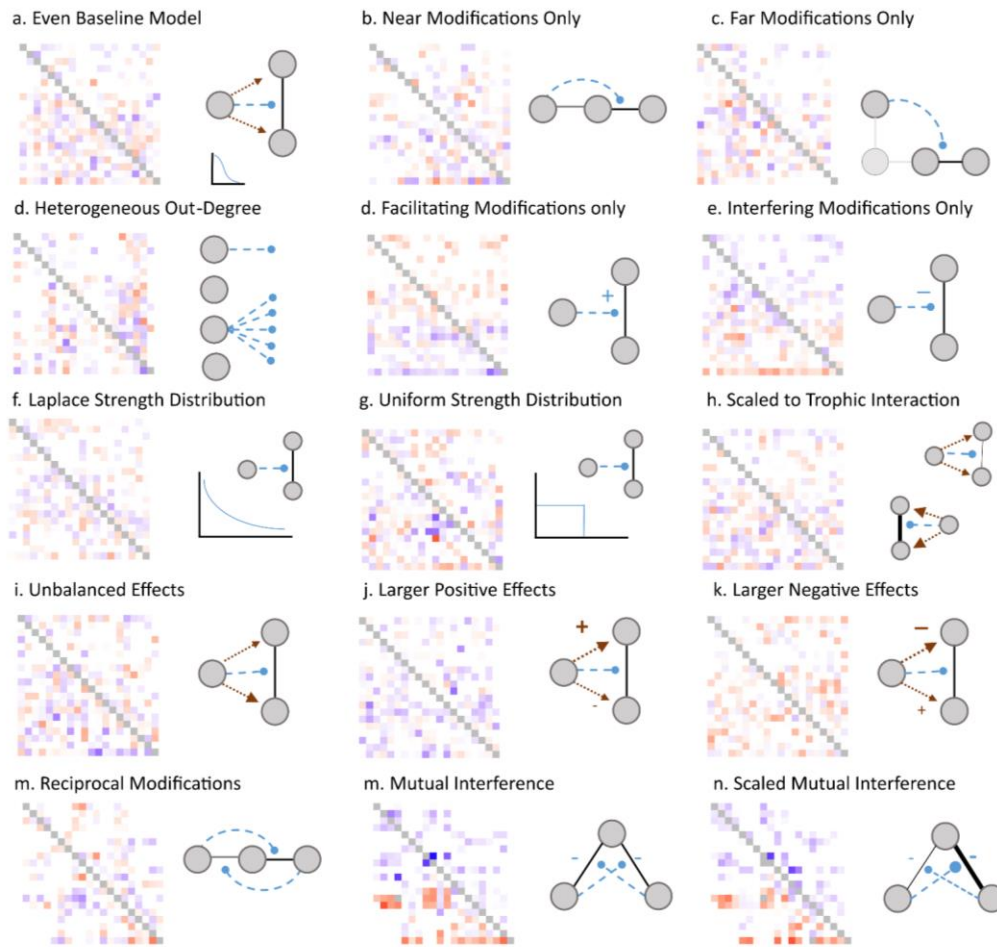 a. Even Baseline Model
b. Near Modifications Only
c. Far Modifications Only
d. Heterogeneous Out-Degree
d. Facilitating Modifications only
e. Interfering Modifications Only
+
–
f. Laplace Strength Distribution
g. Uniform Strength Distribution
h. Scaled to Trophic Interaction
i. Unbalanced Effects
j. Larger Positive Effects
k. Larger Negative Effects
+
-
–
+
m. Reciprocal Modifications
m. Mutual Interference
n. Scaled Mutual Interference
- -
- -